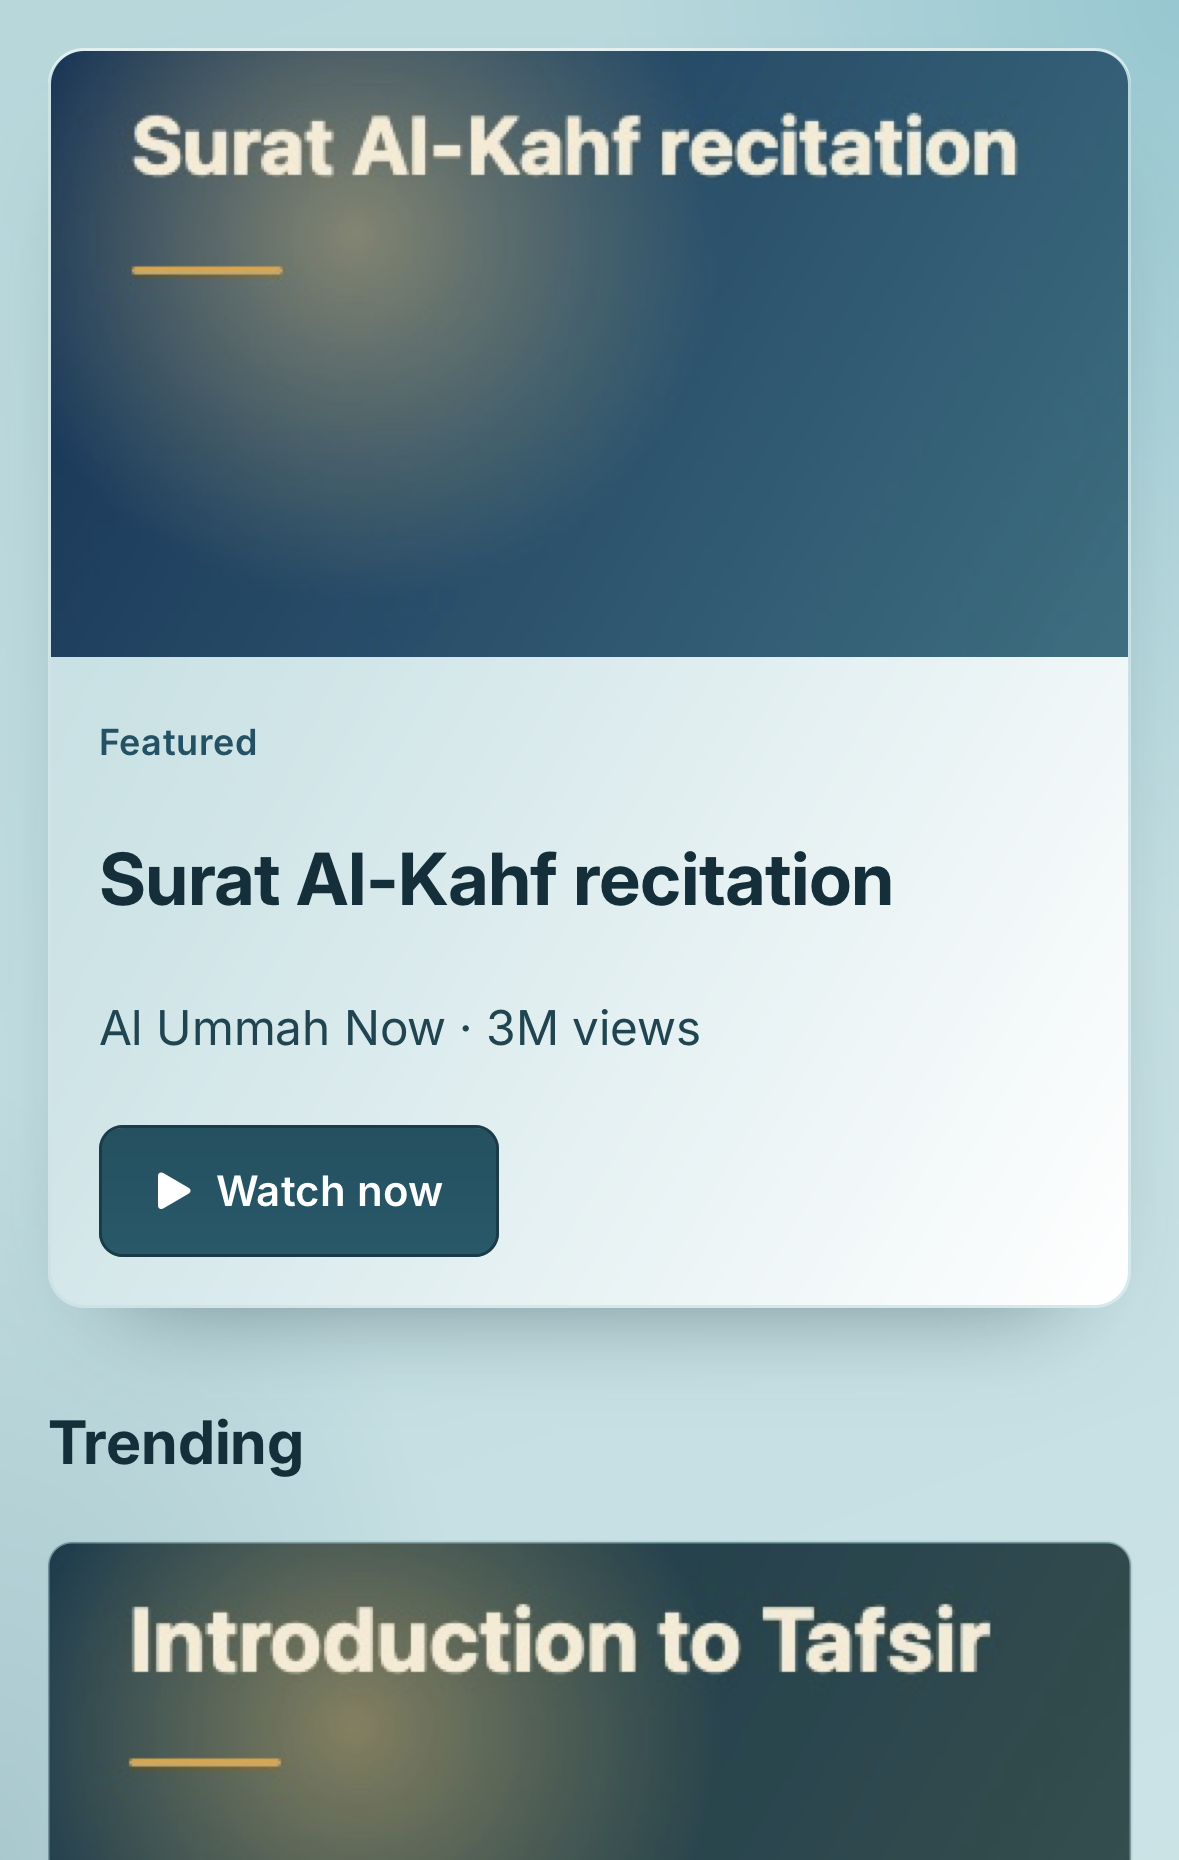 Surat Al-Kahf recitation
Featured
Surat Al-Kahf recitation
Al Ummah Now · 3M views
Watch now
Trending
Introduction to Tafsir